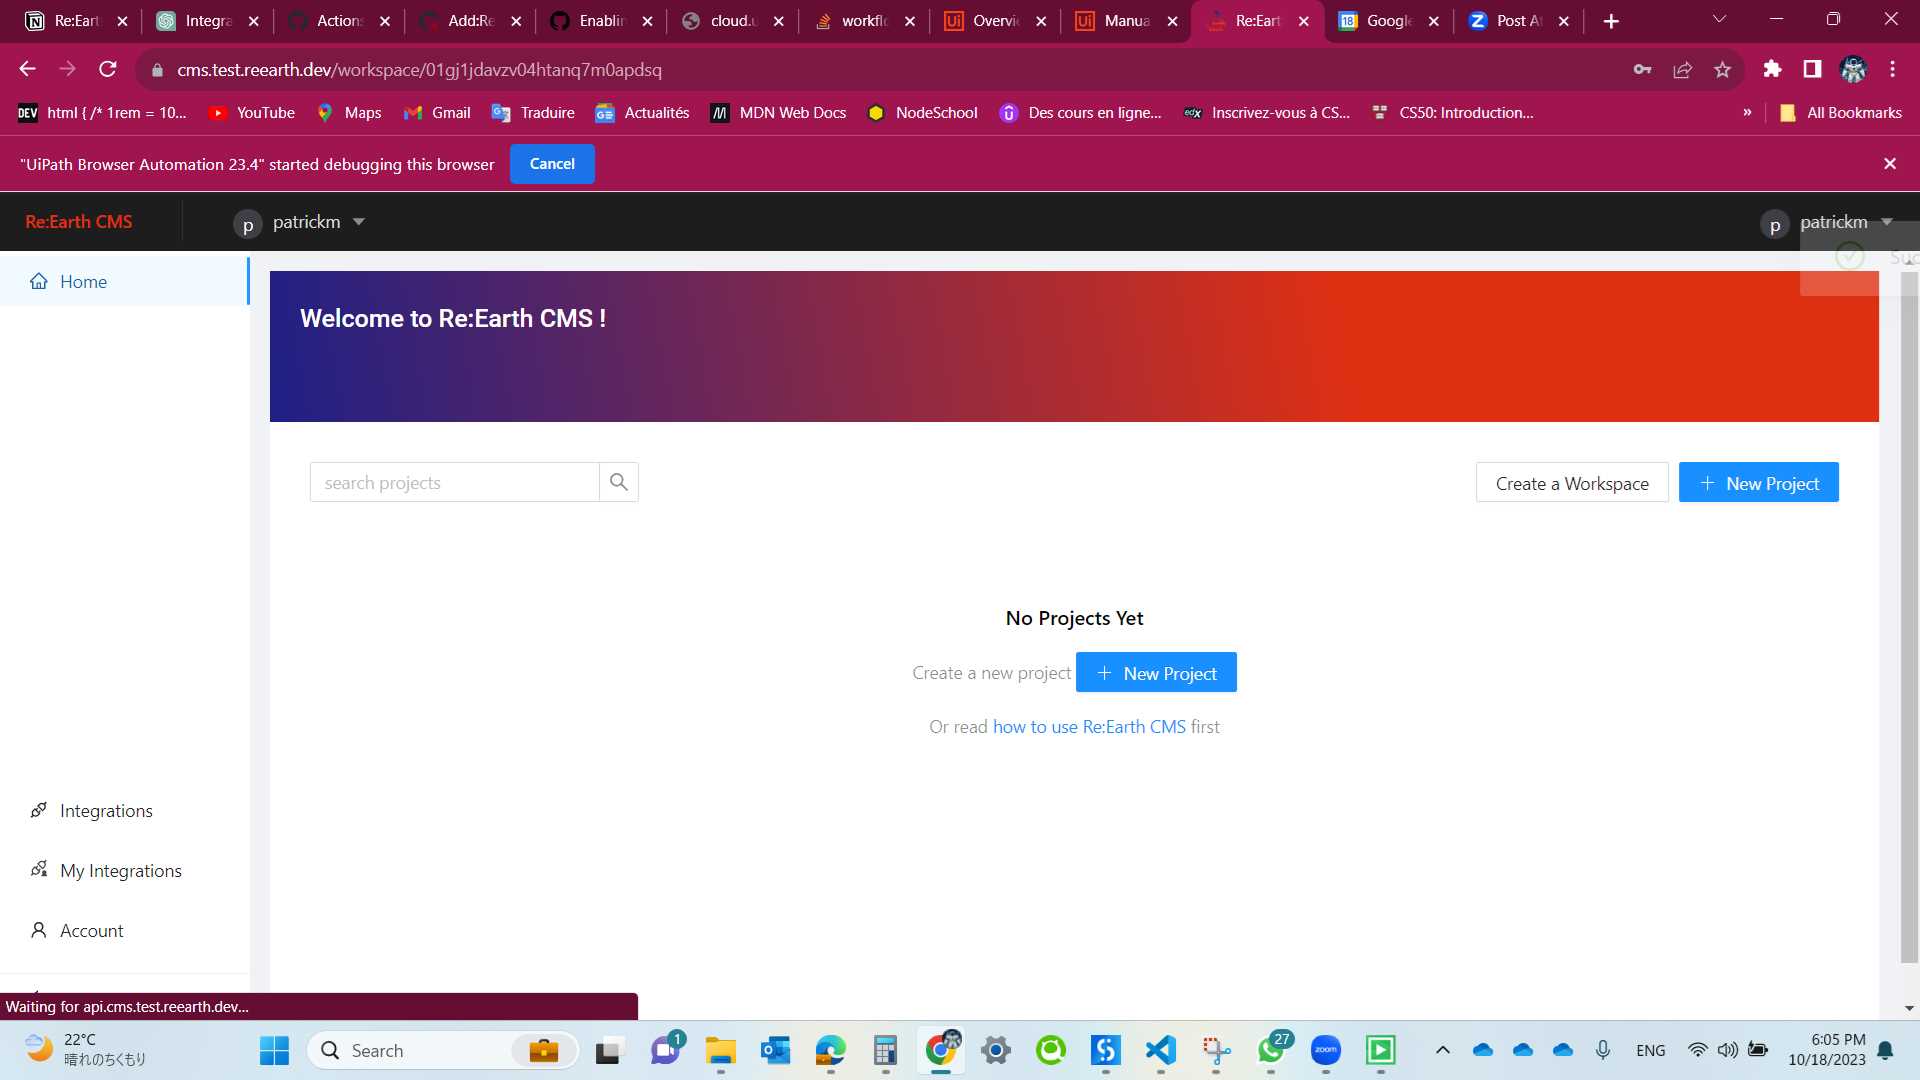 Re:Eart
Integra
Actions
Add:Re
Enablin
cloud.u
workflo
Overvi
Manua
Re:Eart
Google
Post At
cms.test.reearth.dev/workspace/01gj1jdavzv04htanq7m0apdsq
html { /* 1rem = 10...
YouTube
Maps
Gmail
Traduire
Actualités
MDN Web Docs
NodeSchool
Des cours en ligne...
Inscrivez-vous à CS...
CS50: Introduction...
»
All Bookmarks
"UiPath Browser Automation 23.4" started debugging this browser
Cancel
Re:Earth CMS
p
patrickm
p
patrickm
Suc
Home
Welcome to Re:Earth CMS !
search projects
Create a Workspace
+ New Project
No Projects Yet
Create a new project
+ New Project
Or read how to use Re:Earth CMS first
Integrations
My Integrations
Account
Waiting for api.cms.test.reearth.dev...
22°C
晴れのちくもり
Search
1
27
zoom
ENG
6:05 PM
10/18/2023